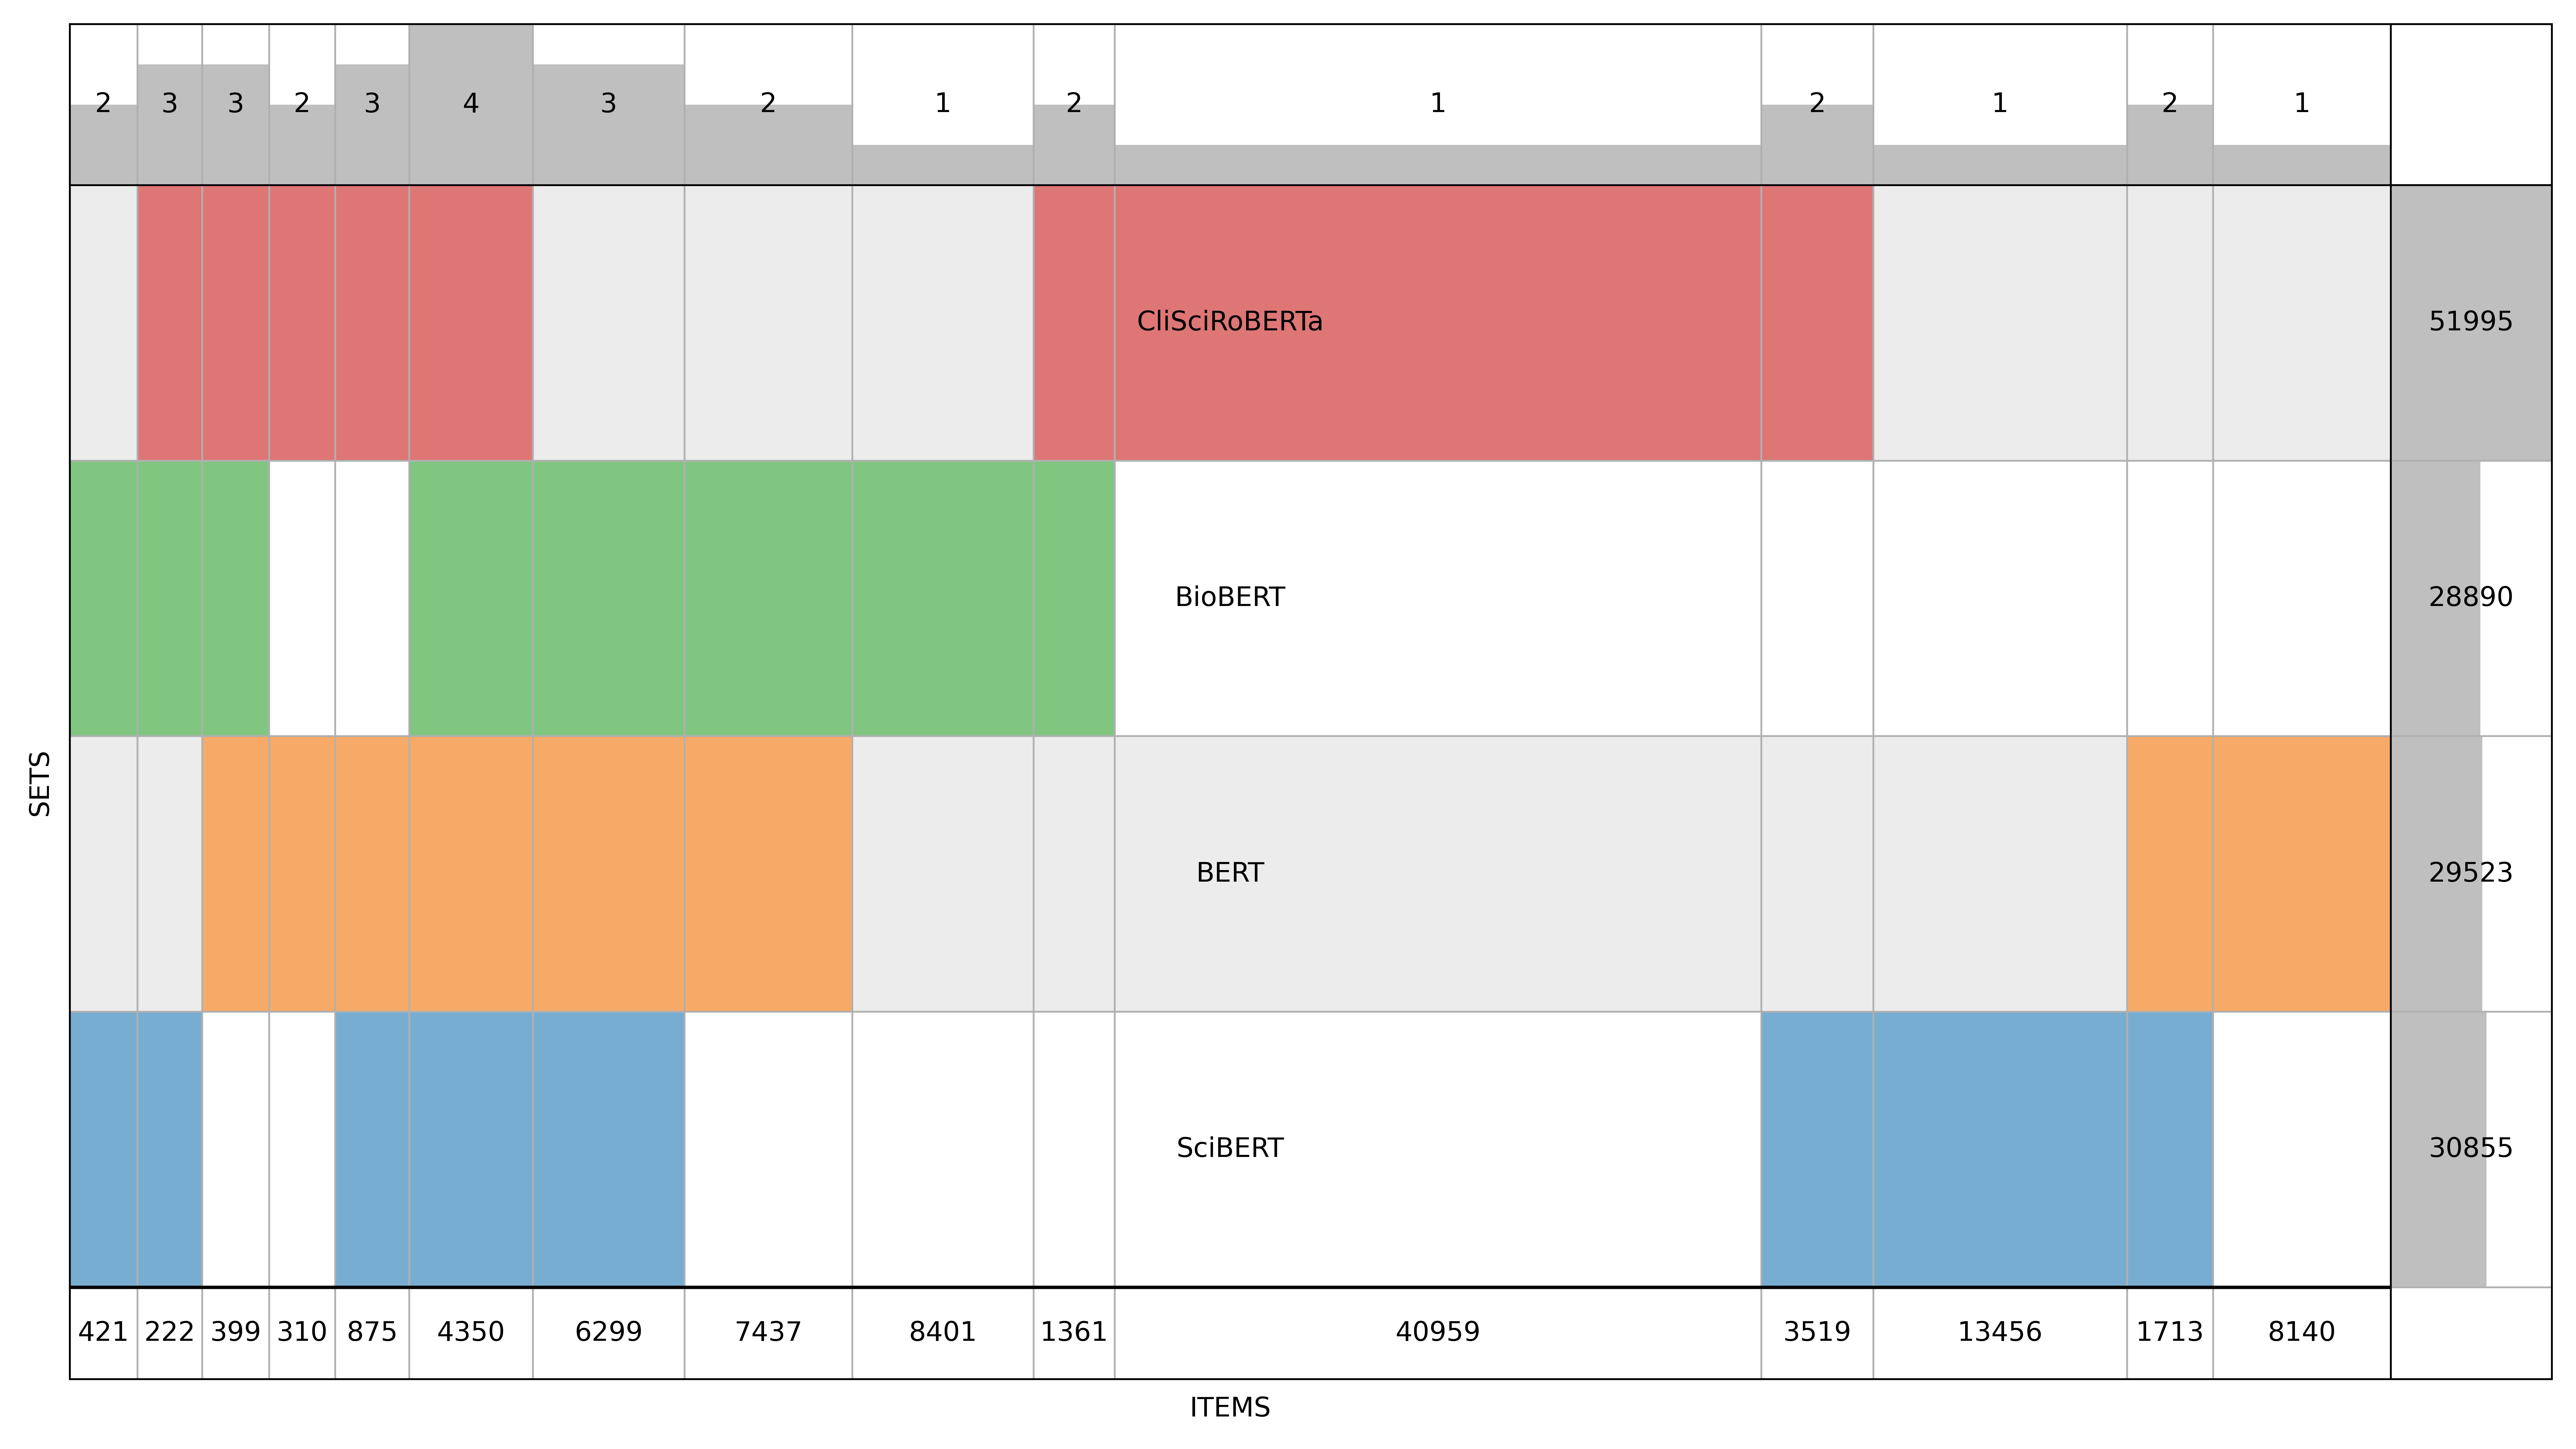 2 3 3 2 3 4 3 2 1 2 1 2 1 2 1
CliSciRoBERTa 51995
BioBERT 28890
SETS
BERT 29523
SciBERT 30855
421 222 399 310 875 4350 6299 7437 8401 1361 40959 3519 13456 1713 8140
ITEMS